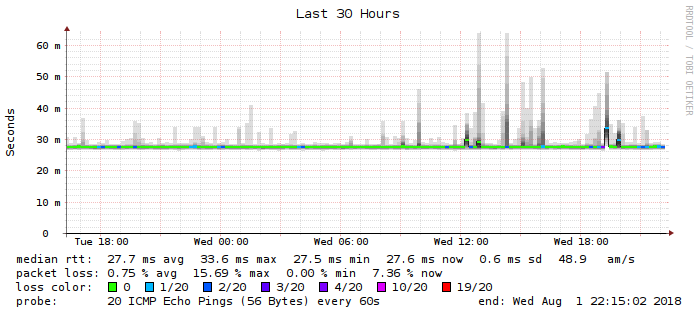 Last 30 Hours
RRDTOOL / TOBI OETIKER
Seconds
60 m
50 m
40 m
30 m
20 m
10 m
0
Tue 18:00 Wed 00:00 Wed 06:00 Wed 12:00 Wed 18:00
median rtt: 27.7 ms avg 33.6 ms max 27.5 ms min 27.6 ms now 0.6 ms sd 48.9 am/s
packet loss: 0.75 % avg 15.69 % max 0.00 % min 7.36 % now
loss color: 0 1/20 2/20 3/20 4/20 10/20 19/20
probe: 20 ICMP Echo Pings (56 Bytes) every 60s end: Wed Aug 1 22:15:02 2018